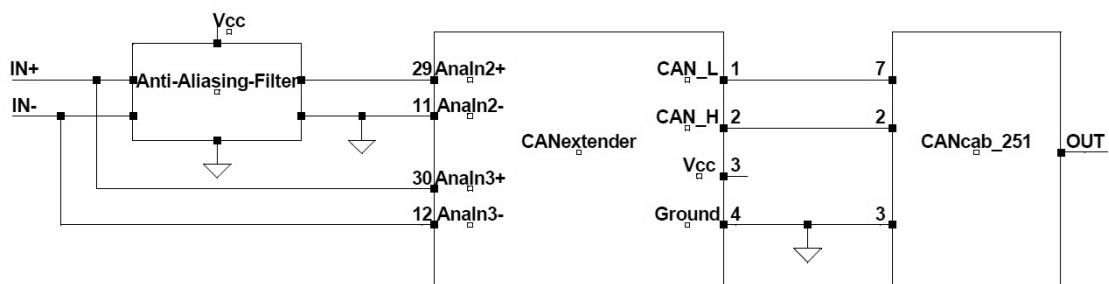 Vcc
IN+ Anti-Aliasing-Filter 29 AnaIn2+ CAN_L 1 7
IN- 11 AnaIn2- CAN_H 2 2
CANextender CANcab_251 OUT
Vcc 3
30 AnaIn3+
12 AnaIn3- Ground 4 3